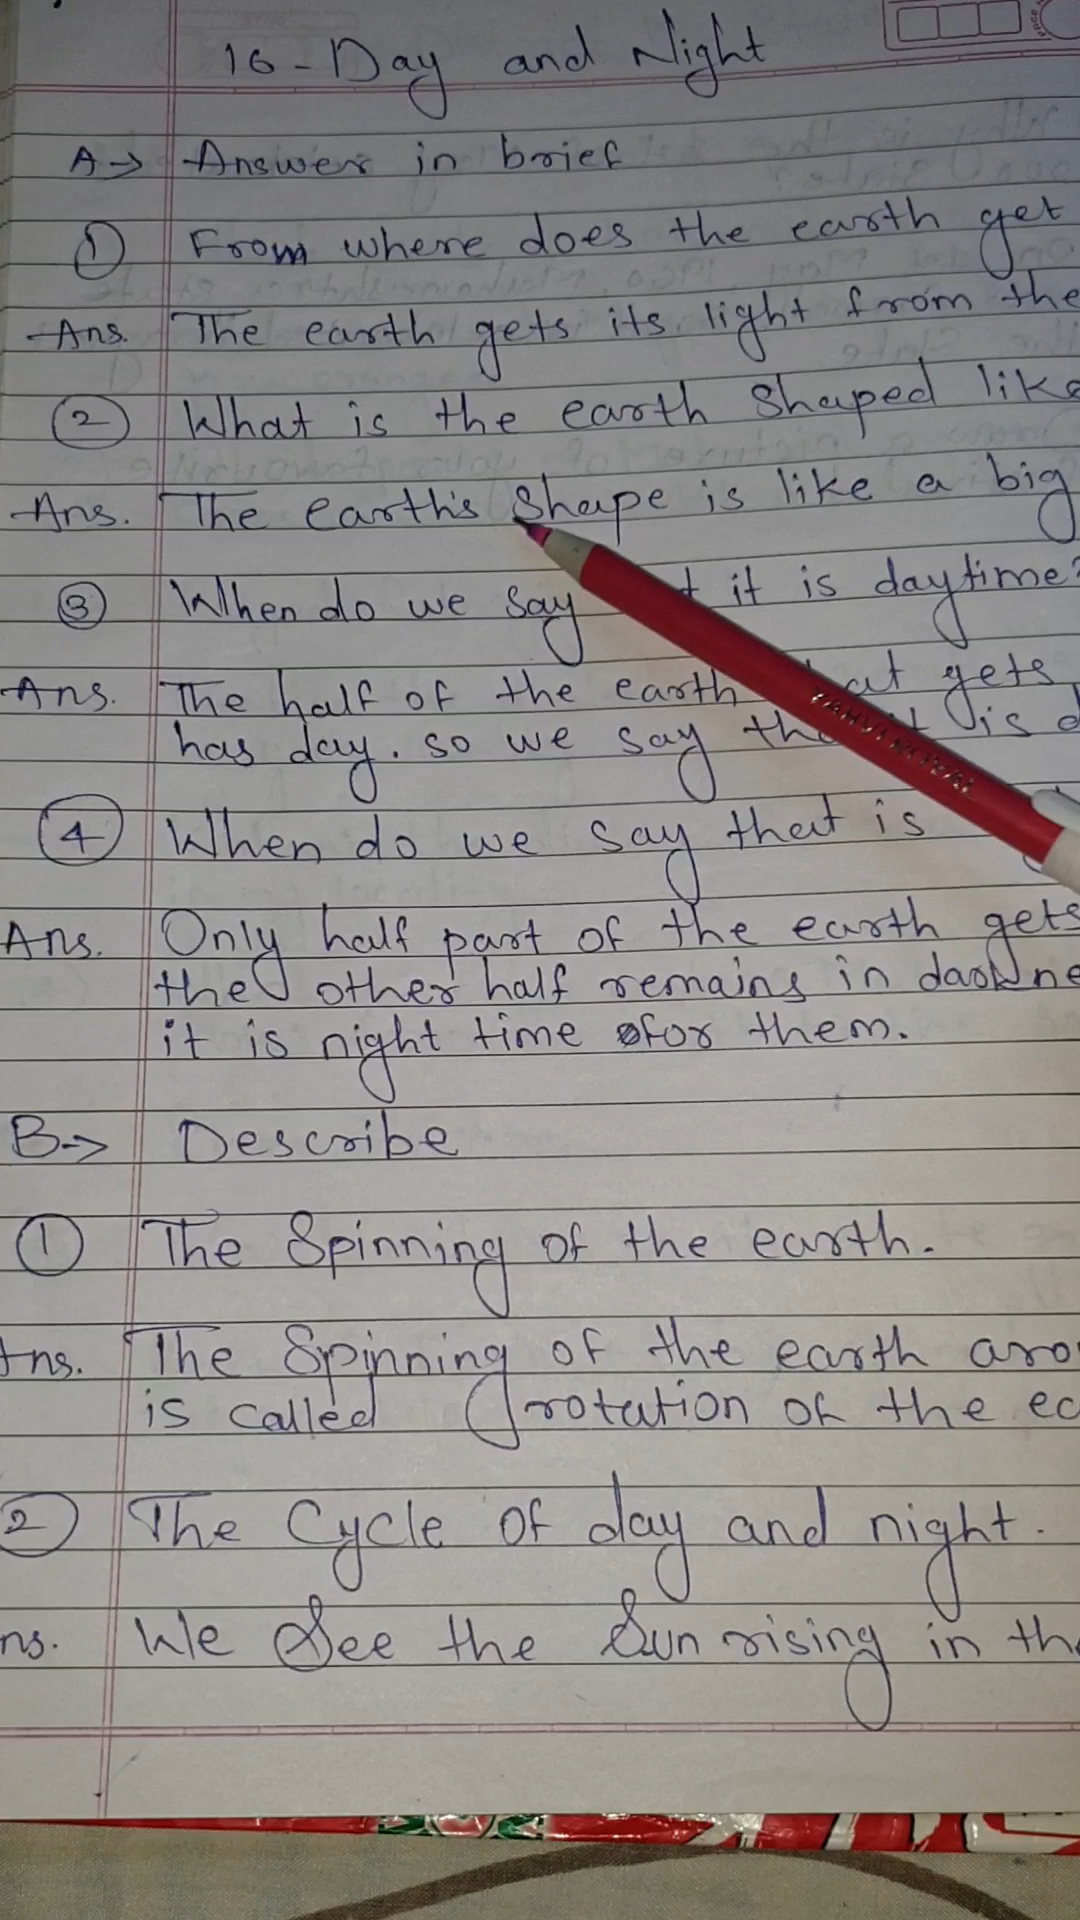 16-Day and Night
A→ Answer in brief
① From where does the earth get
Ans. The earth gets its light from the
② What is the earth shaped like
Ans. The earth's shape is like a big
③ When do we say it is daytime?
Ans. The half of the earth gets
has day. so we say is
④ When do we say that is
Ans. Only half part of the earth gets
the other half remains in
it is night time for them.
B→ Describe
① The Spinning of the earth.
Ans. The Spinning of the earth
is called rotation of the
② The Cycle of day and night.
ns. We See the Sun rising in
NAHVI ROYAL